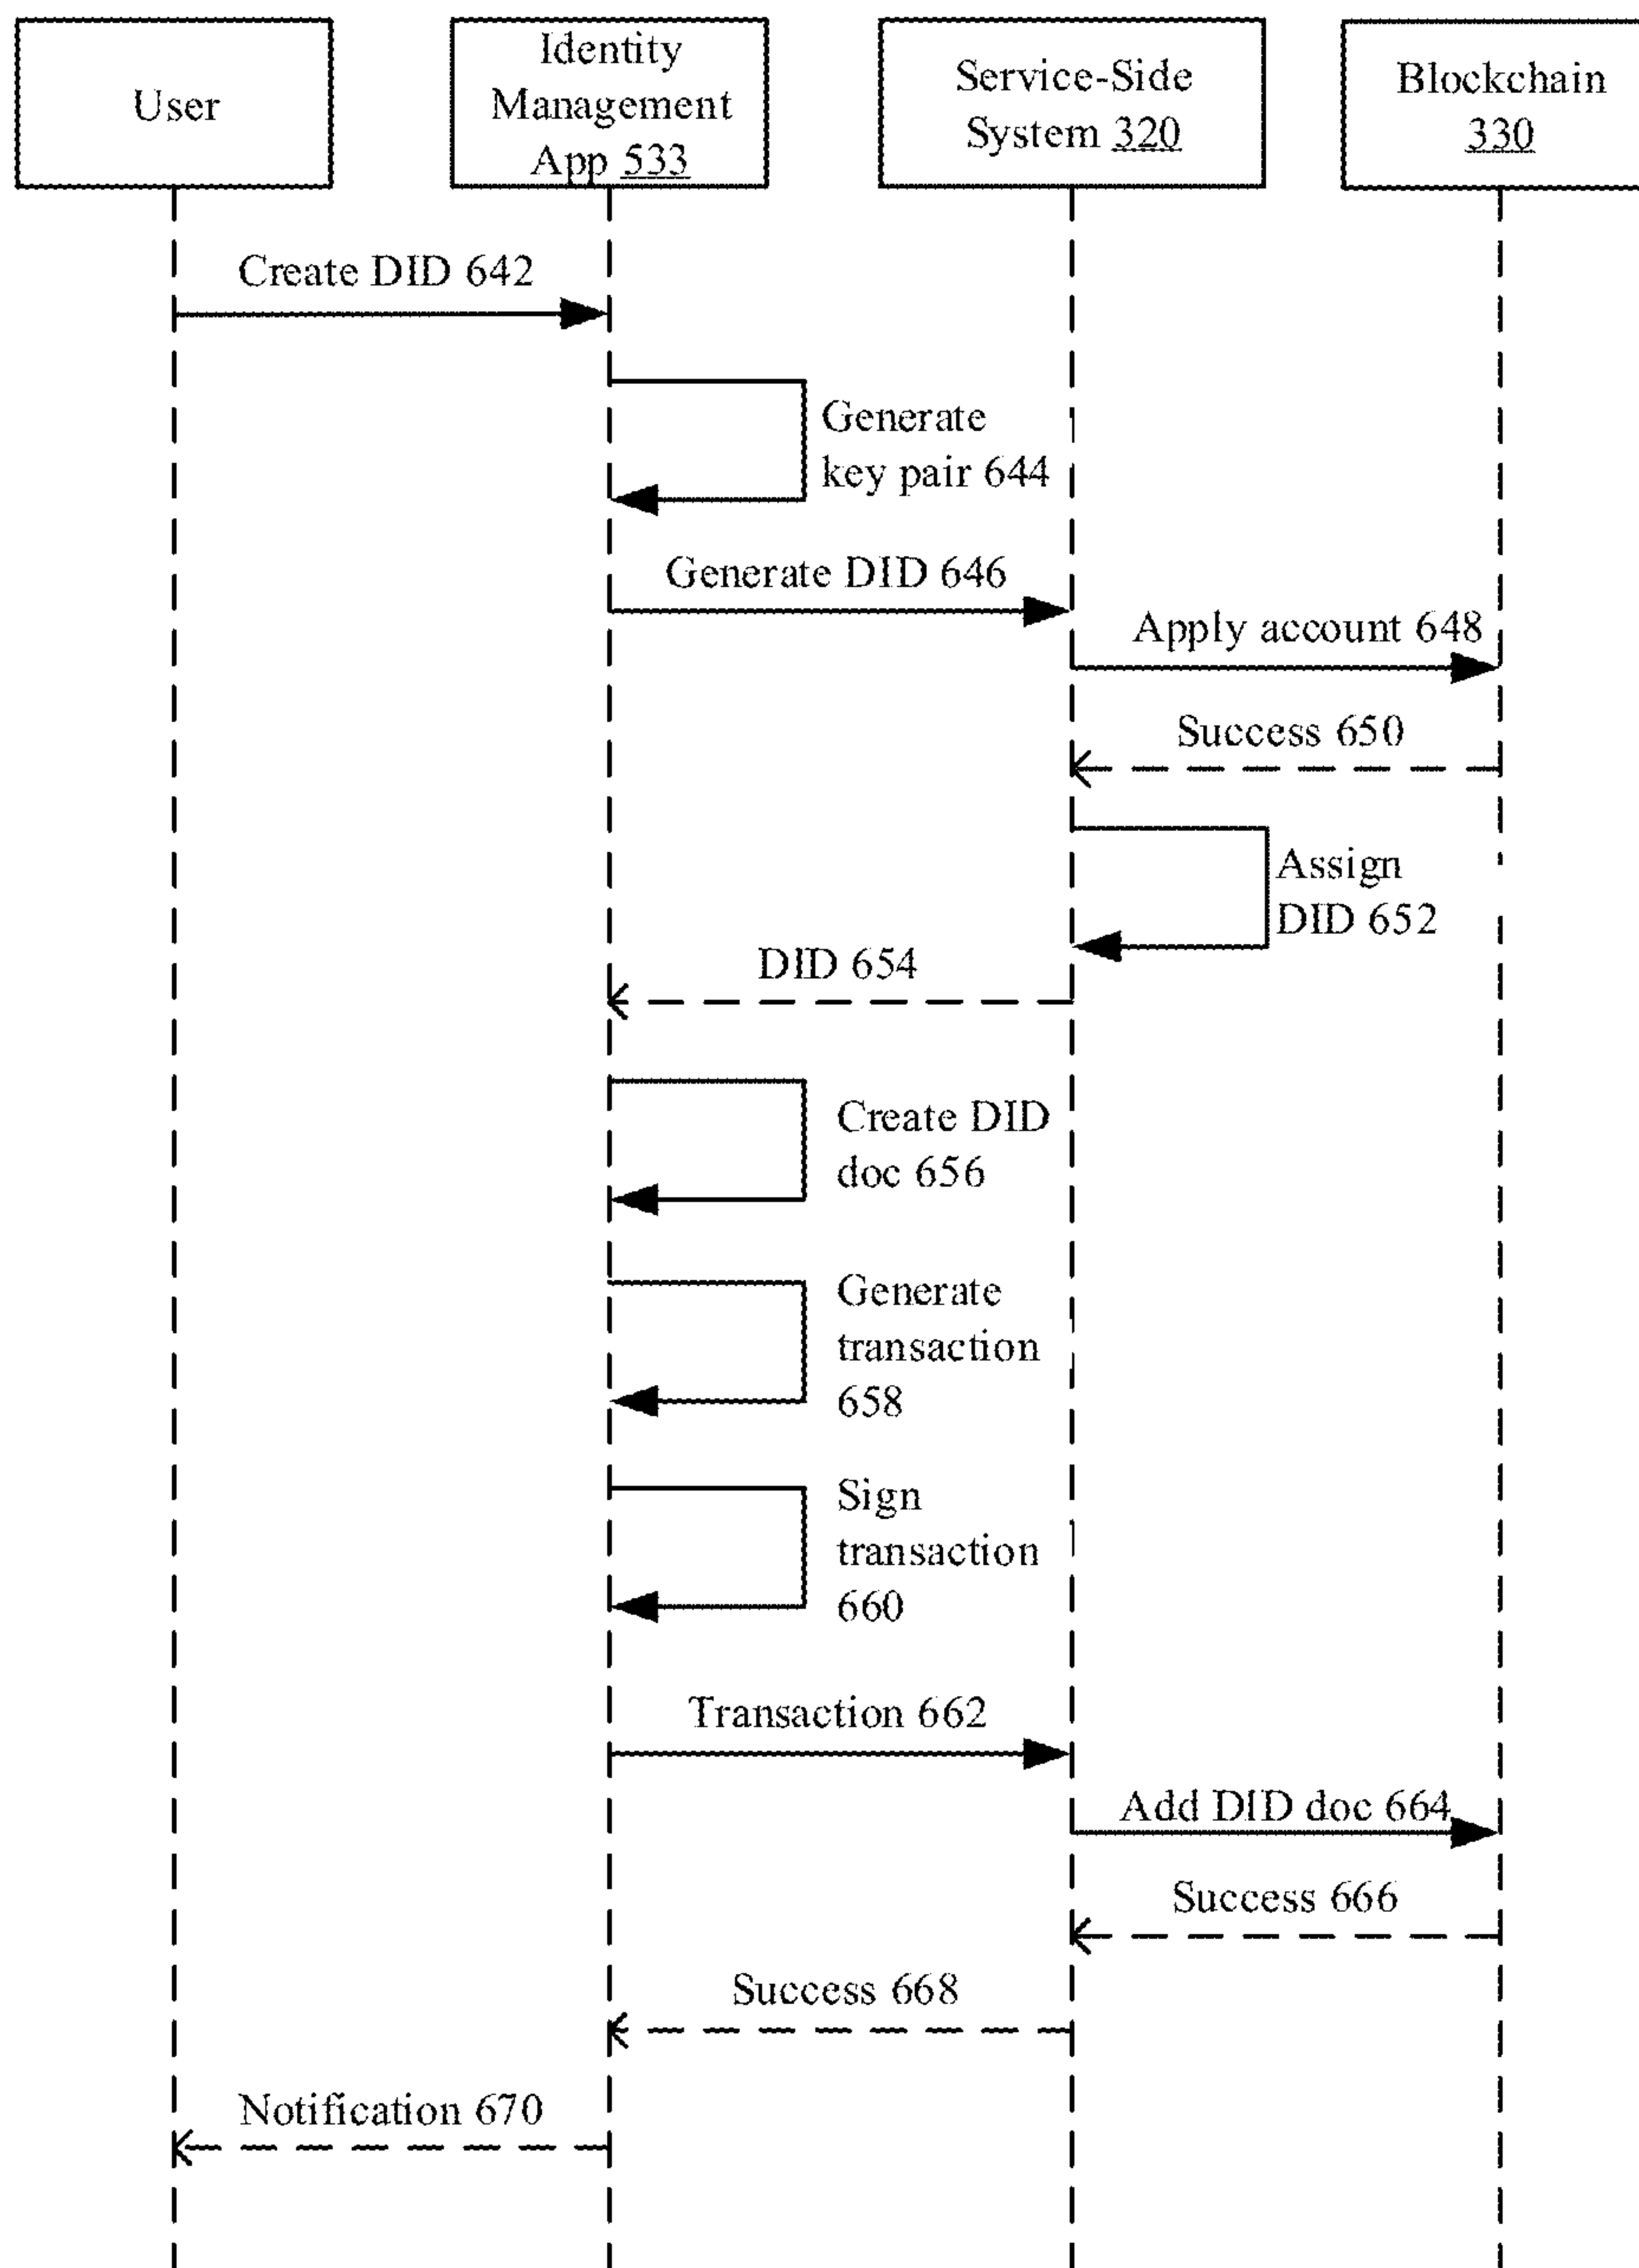 User
Identity
Management
App 533
Service-Side
System 320
Blockchain
330
Create DID 642
Generate
key pair 644
Generate DID 646
Apply account 648
Success 650
Assign
DID 652
DID 654
Create DID
doc 656
Generate
transaction
658
Sign
transaction
660
Transaction 662
Add DID doc 664
Success 666
Success 668
Notification 670